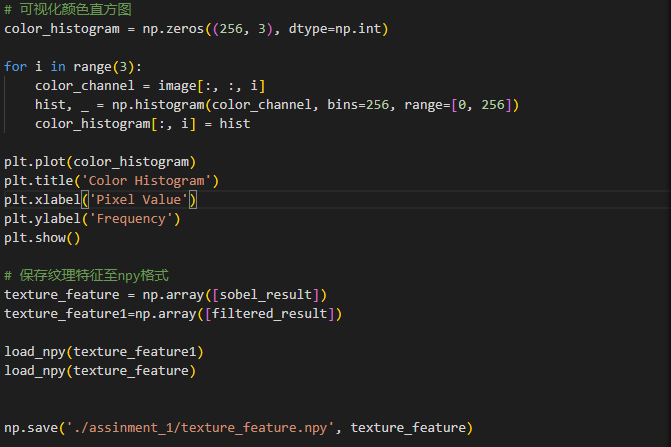 # 可视化颜色直方图
color_histogram = np.zeros((256, 3), dtype=np.int)
for i in range(3):
color_channel = image[:, :, i]
hist, _ = np.histogram(color_channel, bins=256, range=[0, 256])
color_histogram[:, i] = hist
plt.plot(color_histogram)
plt.title('Color Histogram')
plt.xlabel('Pixel Value')
plt.ylabel('Frequency')
plt.show()
# 保存纹理特征至npy格式
texture_feature = np.array([sobel_result])
texture_feature1=np.array([filtered_result])
load_npy(texture_feature1)
load_npy(texture_feature)
np.save('./assinment_1/texture_feature.npy', texture_feature)